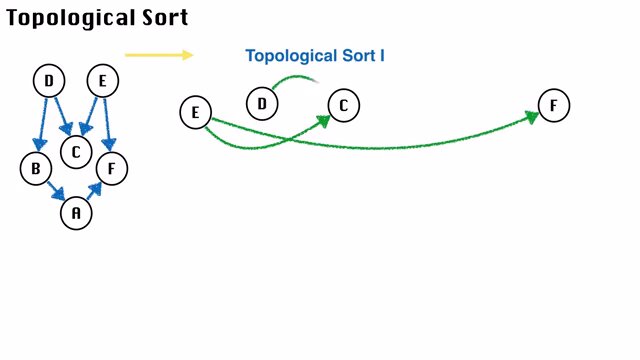 Topological Sort
Topological Sort I
D E
E D C F
C
B F
A